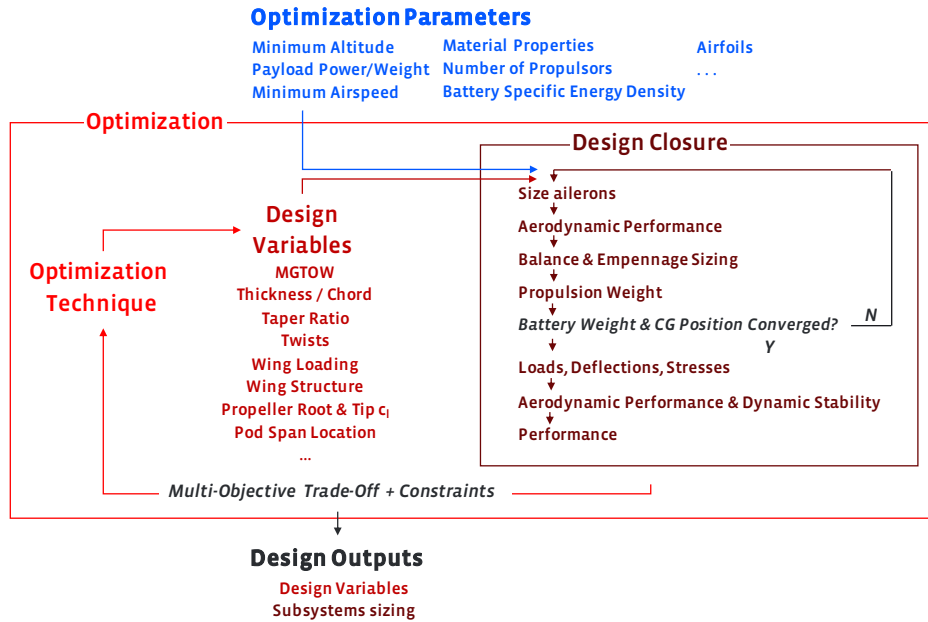 Optimization Parameters
Minimum Altitude
Payload Power/Weight
Minimum Airspeed
Material Properties
Number of Propulsors
Battery Specific Energy Density
Airfoils
. . .
Optimization
Design Closure
Size ailerons
Aerodynamic Performance
Balance & Empennage Sizing
Propulsion Weight
Battery Weight & CG Position Converged?
N
Y
Loads, Deflections, Stresses
Aerodynamic Performance & Dynamic Stability
Performance
Design
Variables
MGTOW
Thickness / Chord
Taper Ratio
Twists
Wing Loading
Wing Structure
Propeller Root & Tip cl
Pod Span Location
...
Optimization
Technique
Multi-Objective Trade-Off + Constraints
Design Outputs
Design Variables
Subsystems sizing